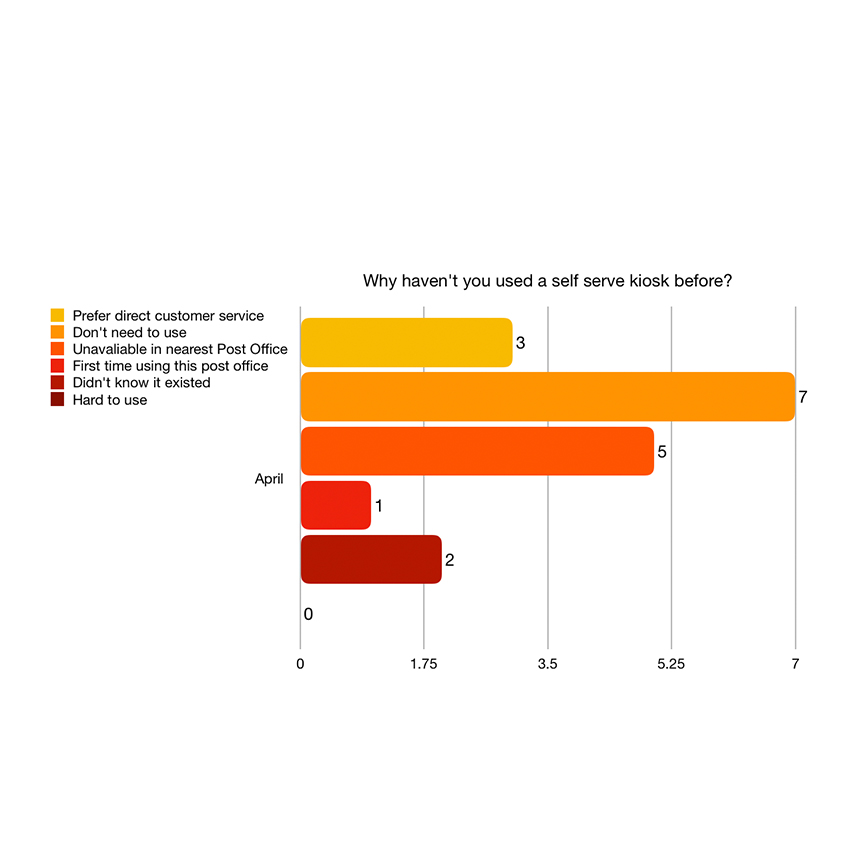 Why haven't you used a self serve kiosk before?
Prefer direct customer service
Don't need to use
Unavaliable in nearest Post Office
First time using this post office
Didn't know it existed
Hard to use
3
7
5
April
1
2
0
0 1.75 3.5 5.25 7